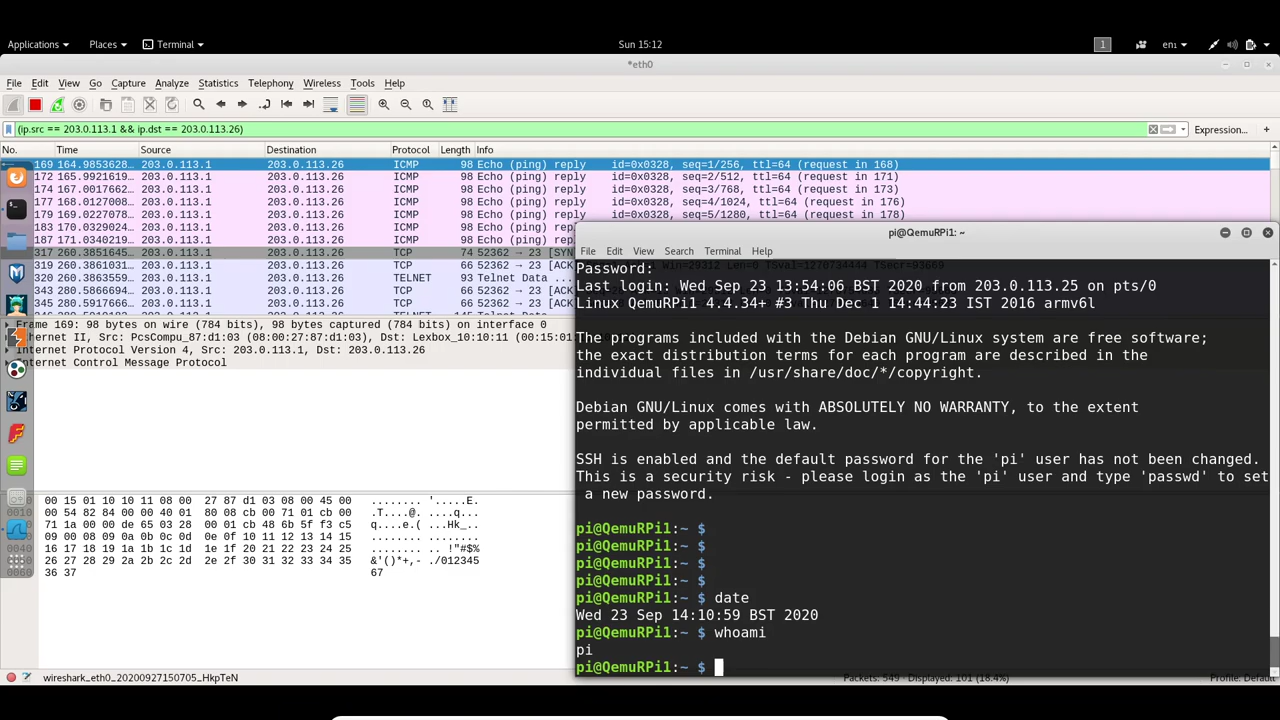 Applications Places Terminal Sun 15:12 1 en1
*eth0
File Edit View Go Capture Analyze Statistics Telephony Wireless Tools Help
(ip.src == 203.0.113.1 && ip.dst == 203.0.113.26) Expression... +
No. Time Source Destination Protocol Length Info
169 164.9853628… 203.0.113.1 203.0.113.26 ICMP 98 Echo (ping) reply id=0x0328, seq=1/256, ttl=64 (request in 168)
172 165.9921619… 203.0.113.1 203.0.113.26 ICMP 98 Echo (ping) reply id=0x0328, seq=2/512, ttl=64 (request in 171)
174 167.0017662… 203.0.113.1 203.0.113.26 ICMP 98 Echo (ping) reply id=0x0328, seq=3/768, ttl=64 (request in 173)
177 168.0127008… 203.0.113.1 203.0.113.26 ICMP 98 Echo (ping) reply id=0x0328, seq=4/1024, ttl=64 (request in 176)
179 169.0227078… 203.0.113.1 203.0.113.26 ICMP 98 Echo (ping) reply id=0x0328, seq=5/1280, ttl=64 (request in 178)
183 170.0329024… 203.0.113.1 203.0.113.26 ICMP 98 Echo (ping) repl
187 171.0340219… 203.0.113.1 203.0.113.26 ICMP 98 Echo (ping) repl
317 260.3851645… 203.0.113.1 203.0.113.26 TCP 74 52362 → 23 [SYN
319 260.3861031… 203.0.113.1 203.0.113.26 TCP 66 52362 → 23 [ACK Win=29312 Len=0 TSval=1270734444 TSecr=93669
320 260.3863559… 203.0.113.1 203.0.113.26 TELNET 93 Telnet Data ...
343 280.5866698… 203.0.113.1 203.0.113.26 TCP 66 52362 → 23 [ACK
345 280.5917666… 203.0.113.1 203.0.113.26 TCP 66 52362 → 23 [ACK
Frame 169: 98 bytes on wire (784 bits), 98 bytes captured (784 bits) on interface 0
thernet II, Src: PcsCompu_87:d1:03 (08:00:27:87:d1:03), Dst: Lexbox_10:10:11 (00:15:01
nternet Protocol Version 4, Src: 203.0.113.1, Dst: 203.0.113.26
nternet Control Message Protocol
00 15 01 10 10 11 08 00 27 87 d1 03 08 00 45 00 ........ '.....E.
00 54 82 84 00 00 40 01 80 08 cb 00 71 01 cb 00 .T....@. ....q...
71 1a 00 00 de 65 03 28 00 01 cb 48 6b 5f f3 c5 q....e.( ...Hk_..
09 00 08 09 0a 0b 0c 0d 0e 0f 10 11 12 13 14 15 ........ ........
16 17 18 19 1a 1b 1c 1d 1e 1f 20 21 22 23 24 25 ........ .. !"#$%
26 27 28 29 2a 2b 2c 2d 2e 2f 30 31 32 33 34 35 &'()*+,- ./012345
36 37 67
pi@QemuRPi1: ~
File Edit View Search Terminal Help
Password:
Last login: Wed Sep 23 13:54:06 BST 2020 from 203.0.113.25 on pts/0
Linux QemuRPi1 4.4.34+ #3 Thu Dec 1 14:44:23 IST 2016 armv6l
The programs included with the Debian GNU/Linux system are free software;
the exact distribution terms for each program are described in the
individual files in /usr/share/doc/*/copyright.
Debian GNU/Linux comes with ABSOLUTELY NO WARRANTY, to the extent
permitted by applicable law.
SSH is enabled and the default password for the 'pi' user has not been changed.
This is a security risk - please login as the 'pi' user and type 'passwd' to set
a new password.
pi@QemuRPi1:~ $
pi@QemuRPi1:~ $
pi@QemuRPi1:~ $
pi@QemuRPi1:~ $
pi@QemuRPi1:~ $ date
Wed 23 Sep 14:10:59 BST 2020
pi@QemuRPi1:~ $ whoami
pi
pi@QemuRPi1:~ $
wireshark_eth0_20200927150705_HkpTeN Packets: 549 · Displayed: 101 (18.4%) Profile: Default